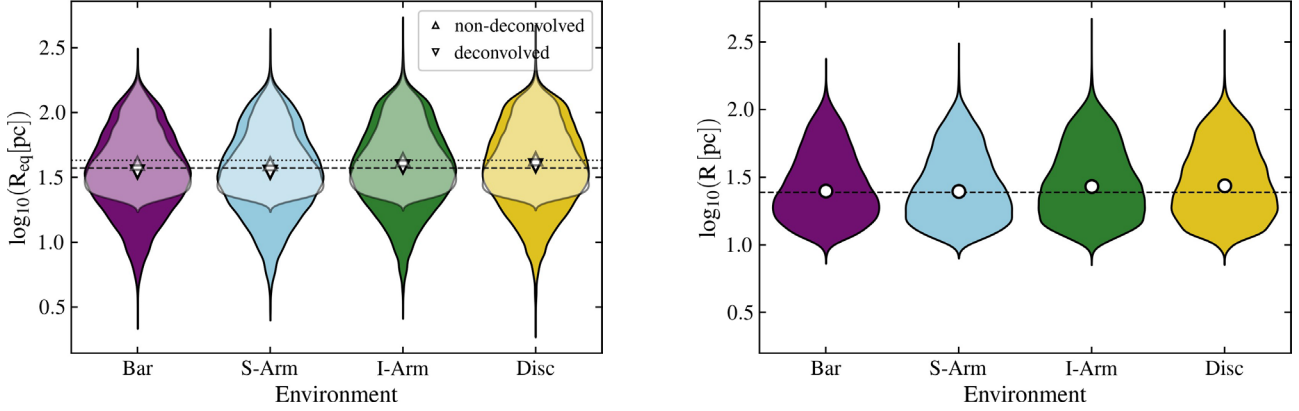 log₁₀(Rₑq[pc])
2.5
2.0
1.5
1.0
0.5
non-deconvolved
deconvolved
Bar S-Arm I-Arm Disc
Environment
log₁₀(R [pc])
2.5
2.0
1.5
1.0
0.5
Bar S-Arm I-Arm Disc
Environment